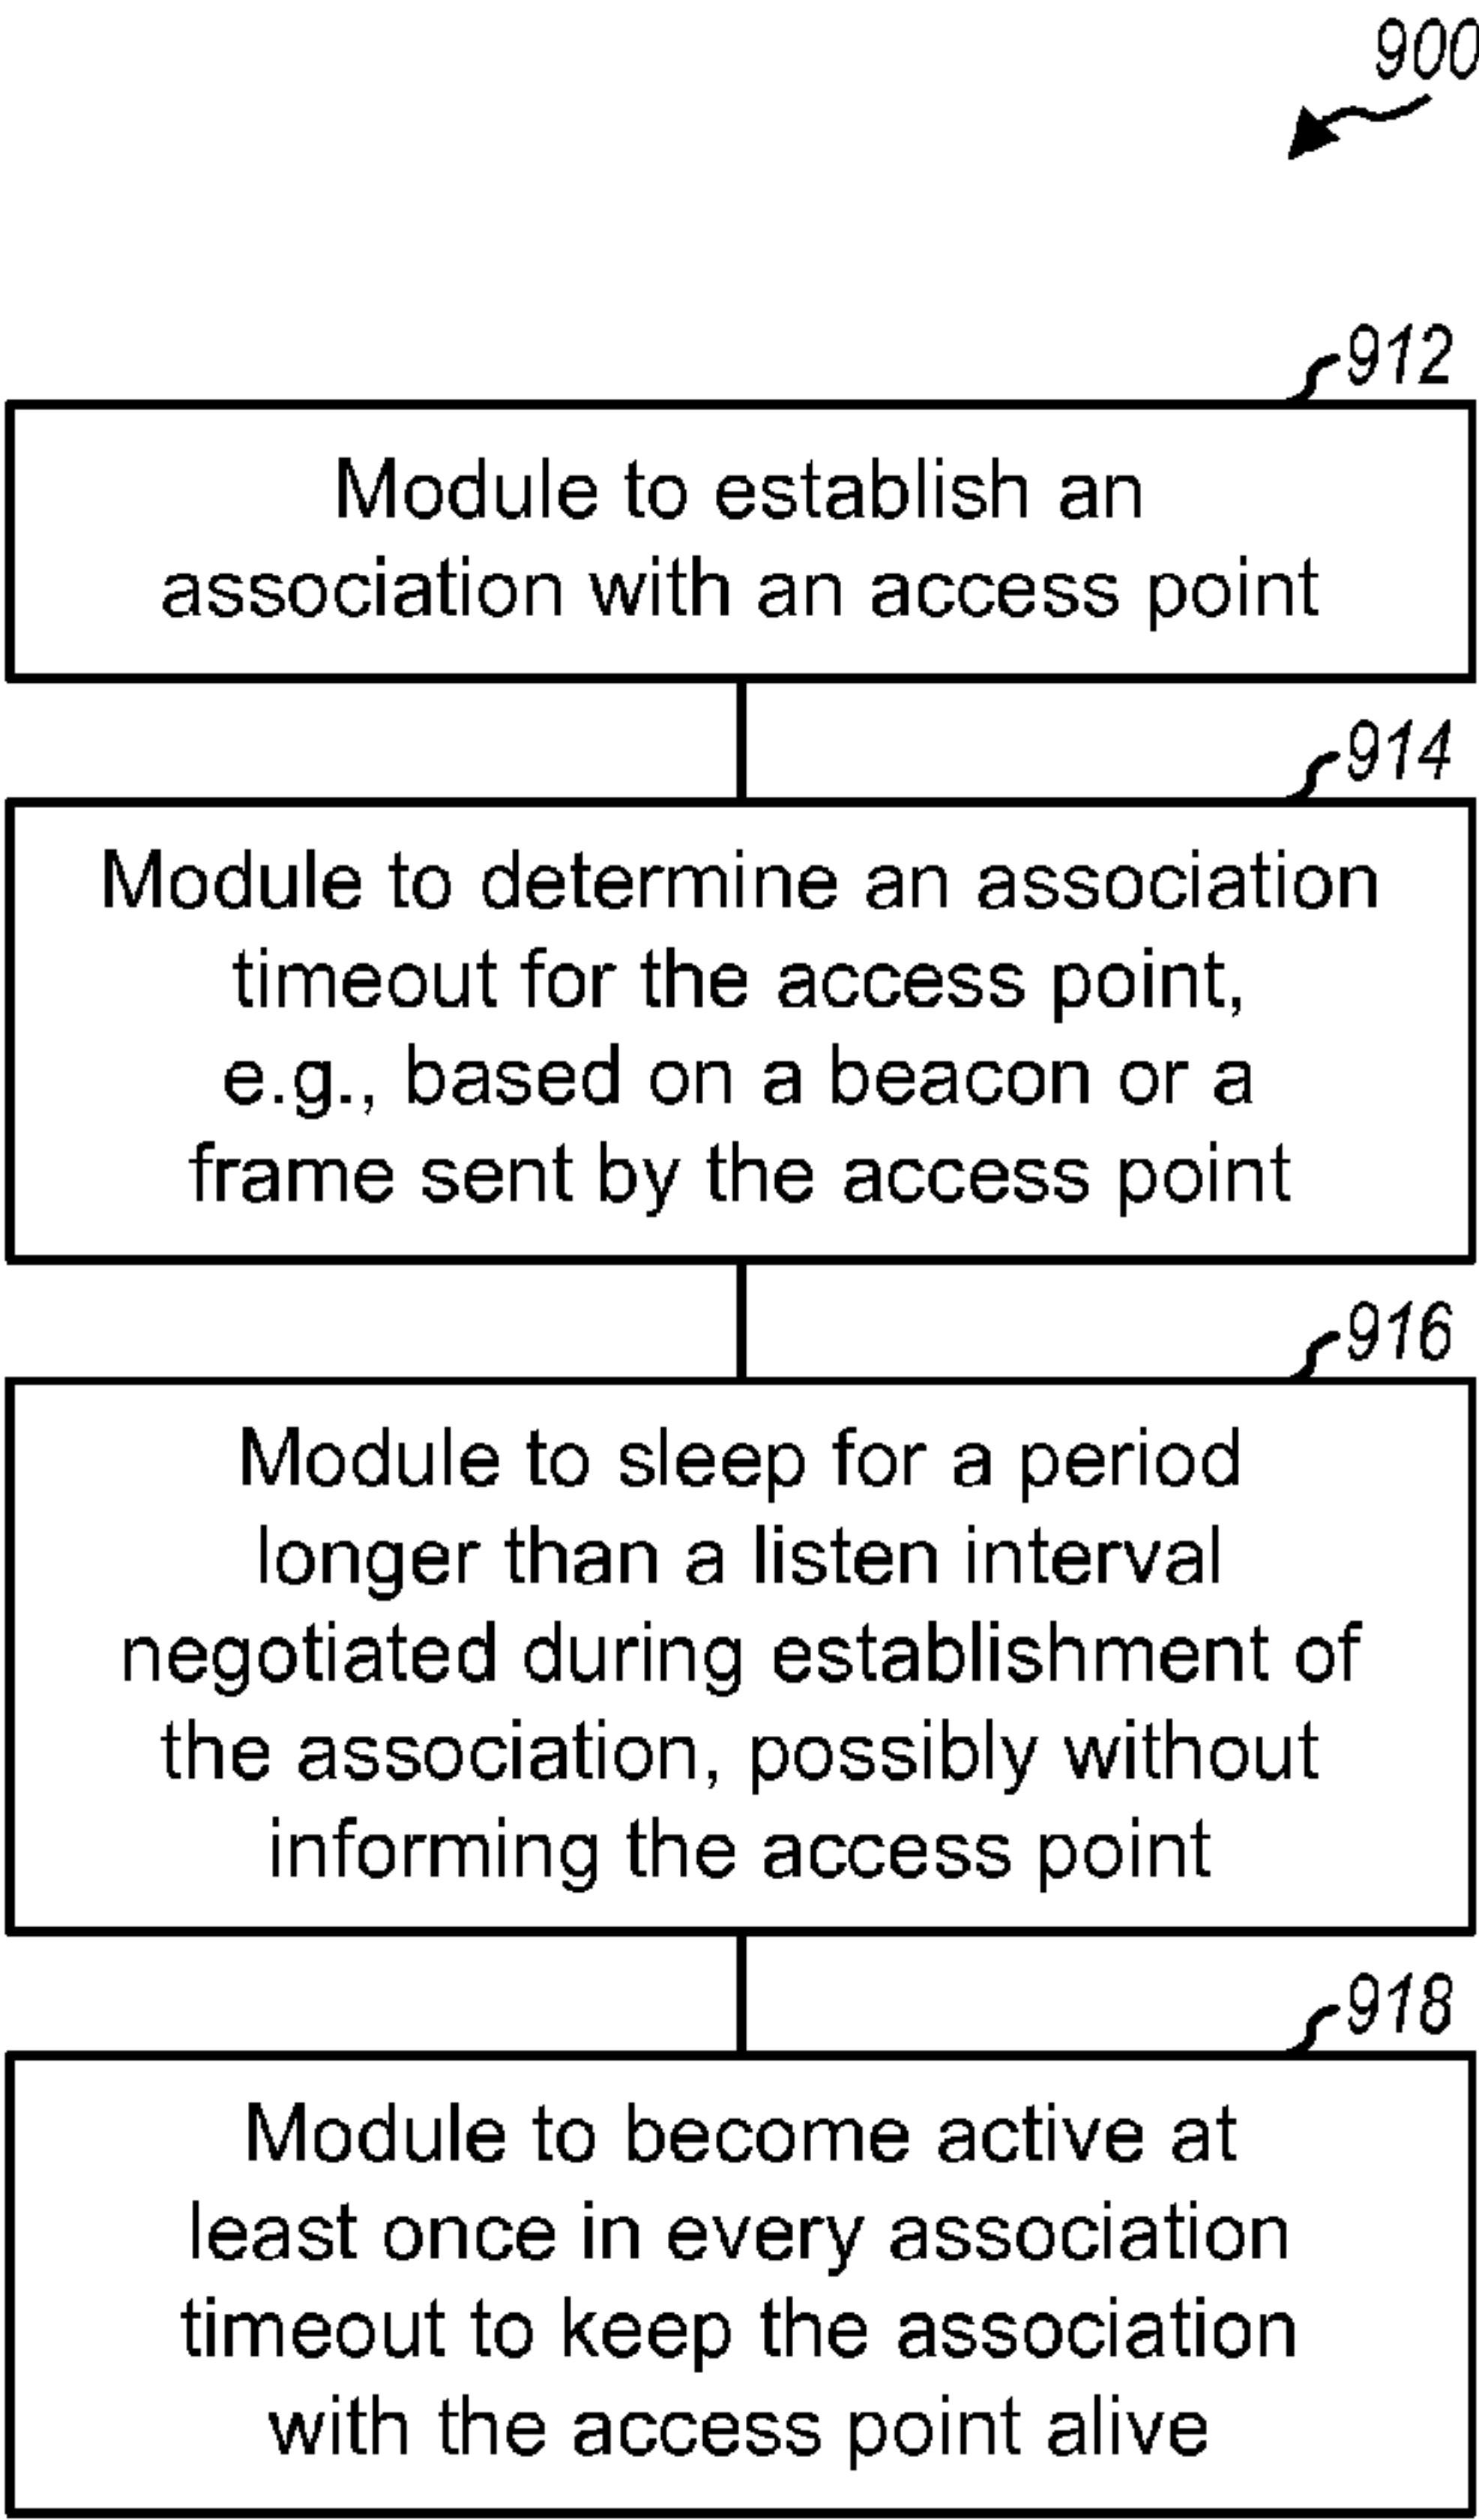 900
912
Module to establish an
association with an access point
914
Module to determine an association
timeout for the access point,
e.g., based on a beacon or a
frame sent by the access point
916
Module to sleep for a period
longer than a listen interval
negotiated during establishment of
the association, possibly without
informing the access point
918
Module to become active at
least once in every association
timeout to keep the association
with the access point alive